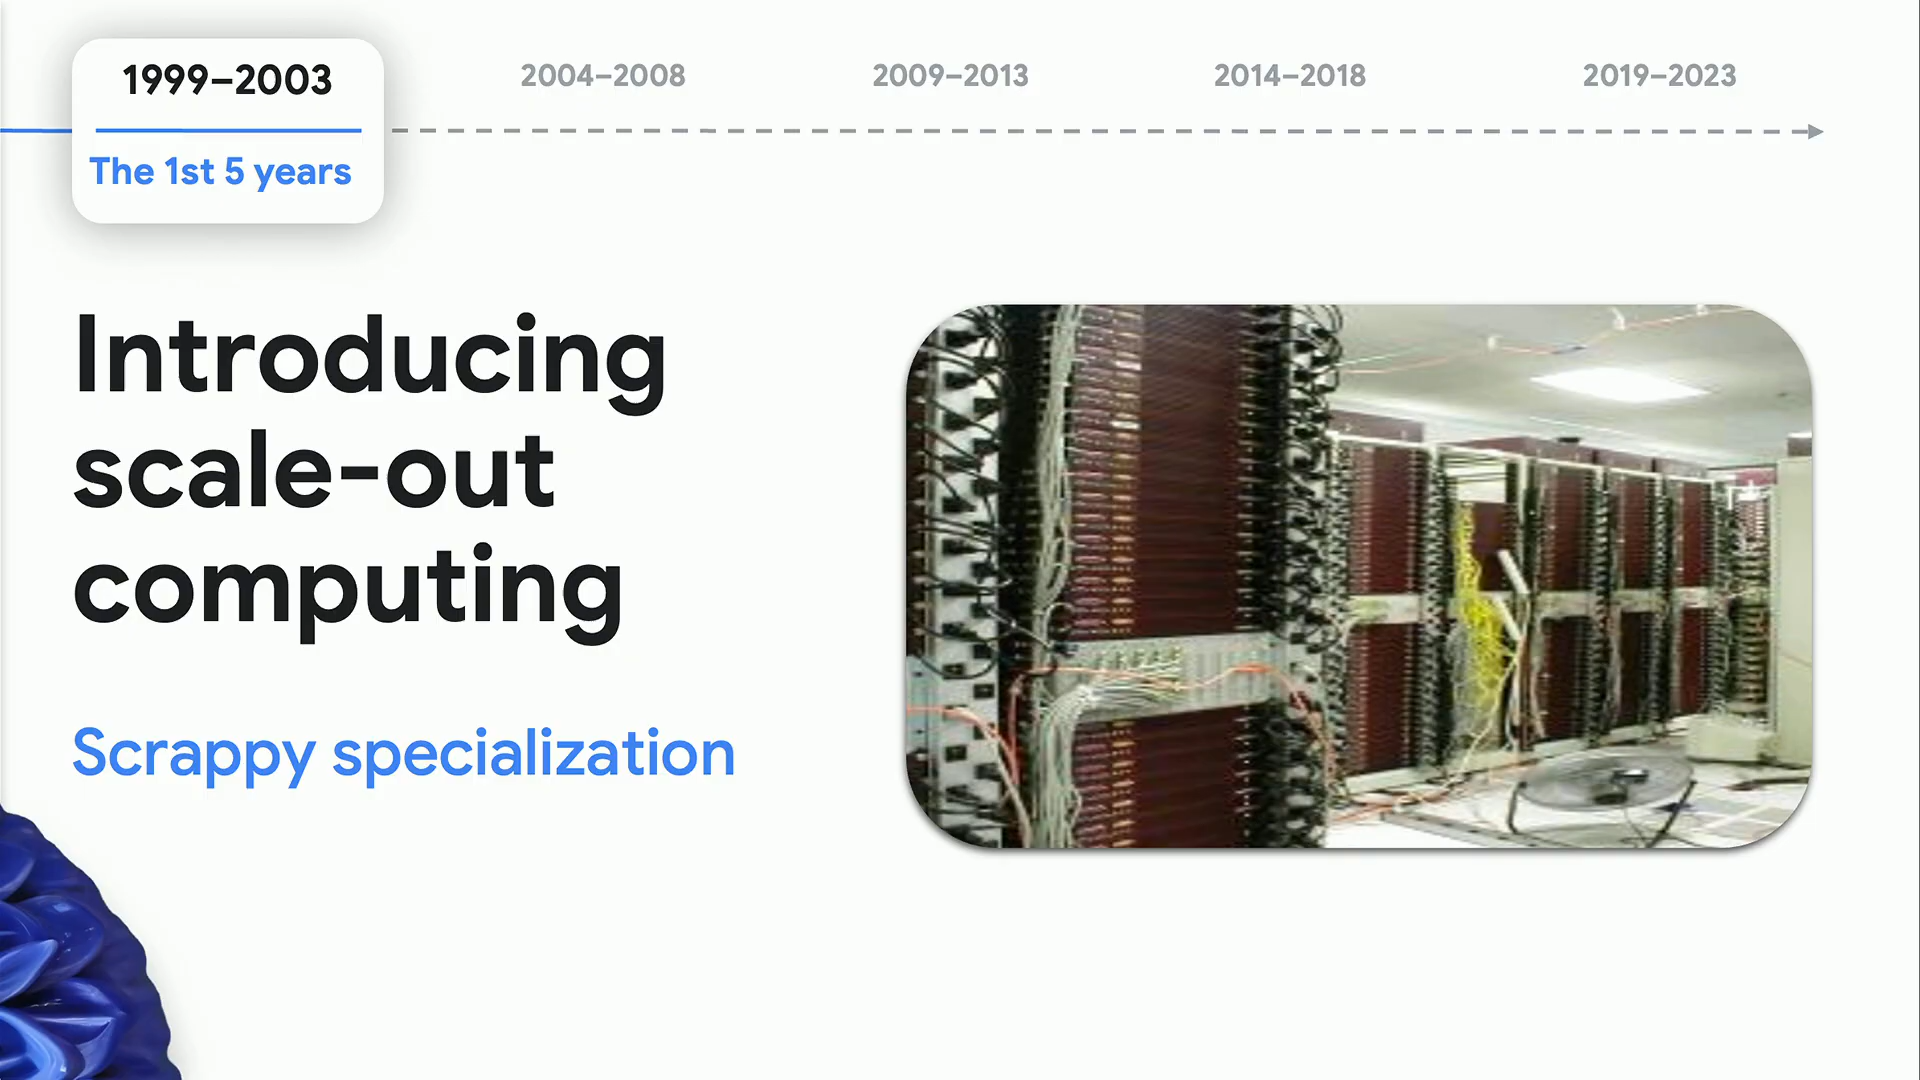 1999–2003
2004–2008
2009–2013
2014–2018
2019–2023
The 1st 5 years
Introducing
scale-out
computing
Scrappy specialization